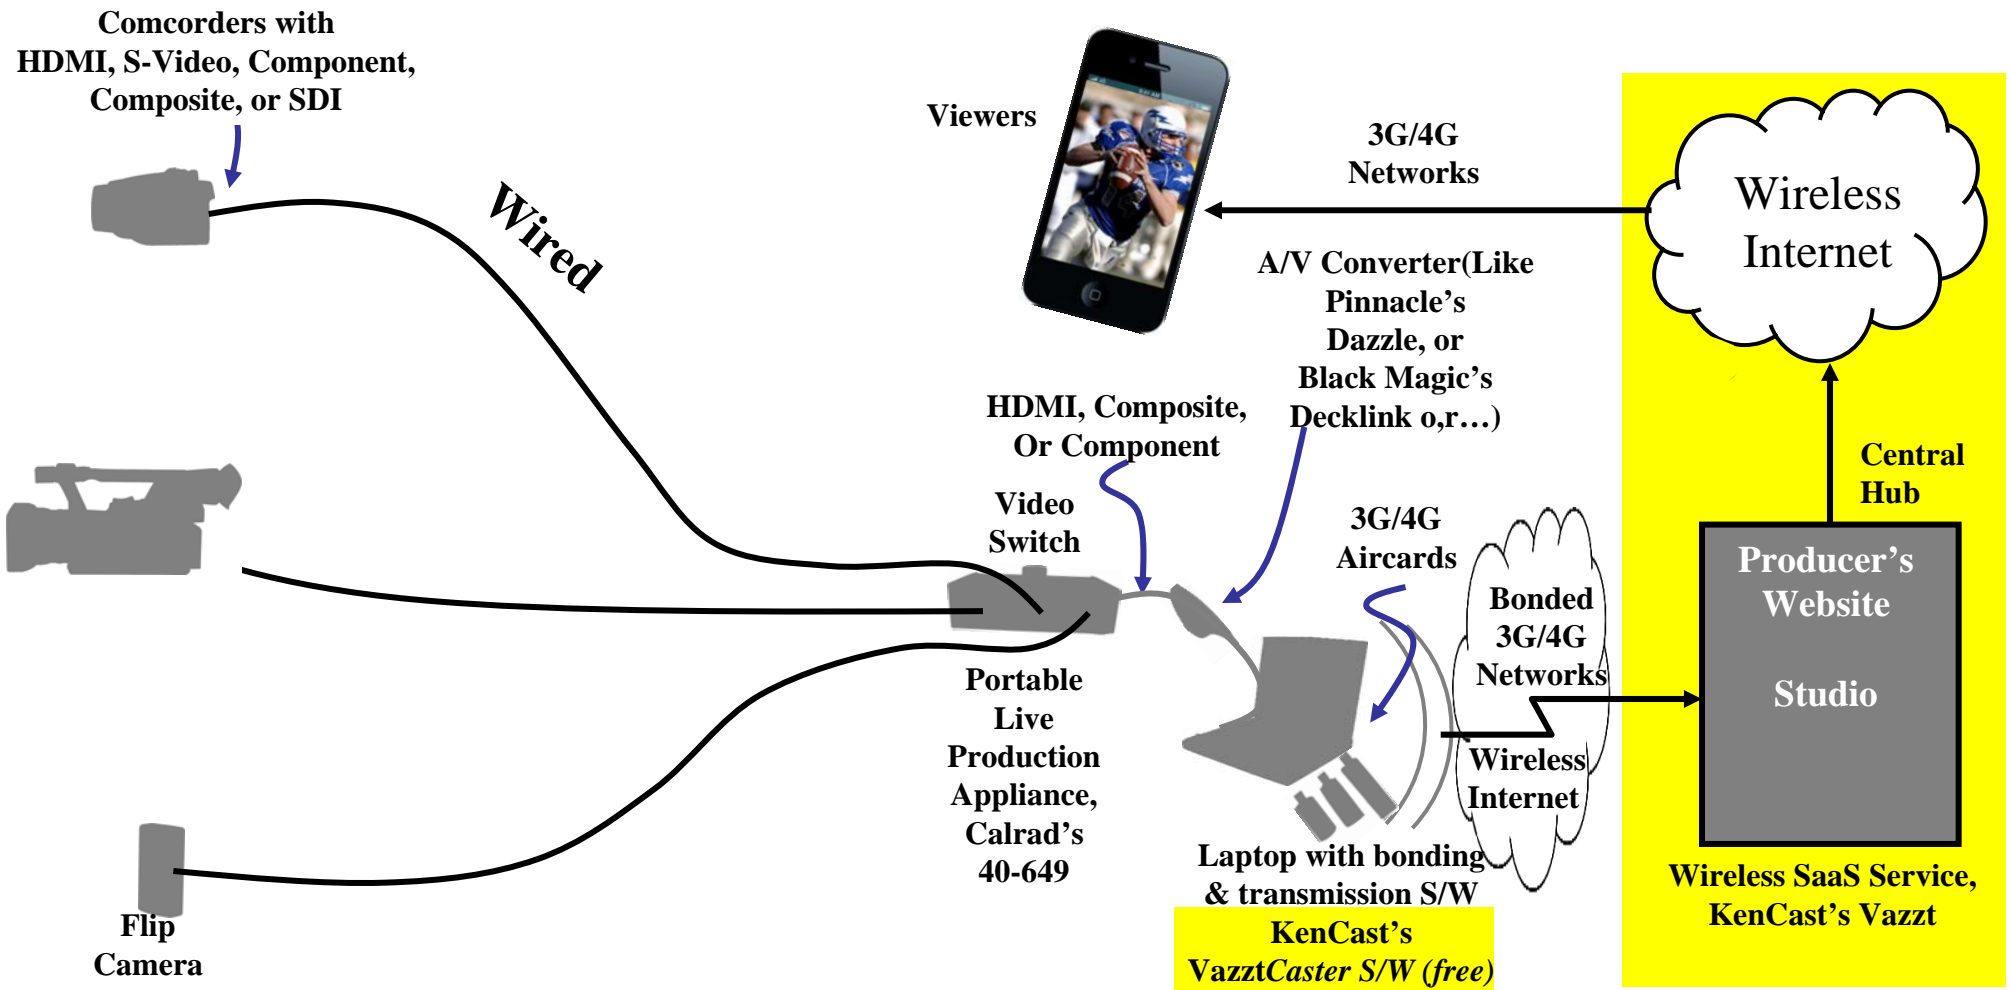 Comcorders with
HDMI, S-Video, Component,
Composite, or SDI
Wired
Viewers
3G/4G
Networks
Wireless
Internet
A/V Converter(Like
Pinnacle’s
Dazzle, or
Black Magic’s
Decklink o,r…)
HDMI, Composite,
Or Component
Video
Switch
3G/4G
Aircards
Central
Hub
Bonded
3G/4G
Networks
Wireless
Internet
Producer’s
Website
Studio
Portable
Live
Production
Appliance,
Calrad’s
40-649
Laptop with bonding
& transmission S/W
KenCast’s
VazztCaster S/W (free)
Wireless SaaS Service,
KenCast’s Vazzt
Flip
Camera